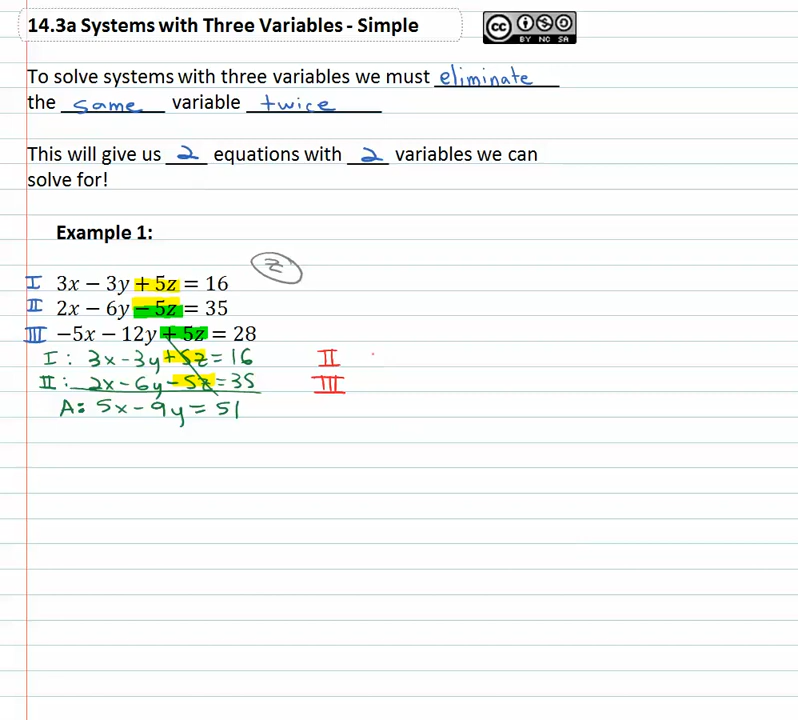 14.3a Systems with Three Variables - Simple
cc BY NC SA
To solve systems with three variables we must eliminate
the same variable twice
This will give us 2 equations with 2 variables we can
solve for!
Example 1:
z
I 3x − 3y + 5z = 16
II 2x − 6y − 5z = 35
III −5x − 12y + 5z = 28
I: 3x-3y+5z=16 II
II: 2x-6y-5z=35 III
A: 5x-9y=51